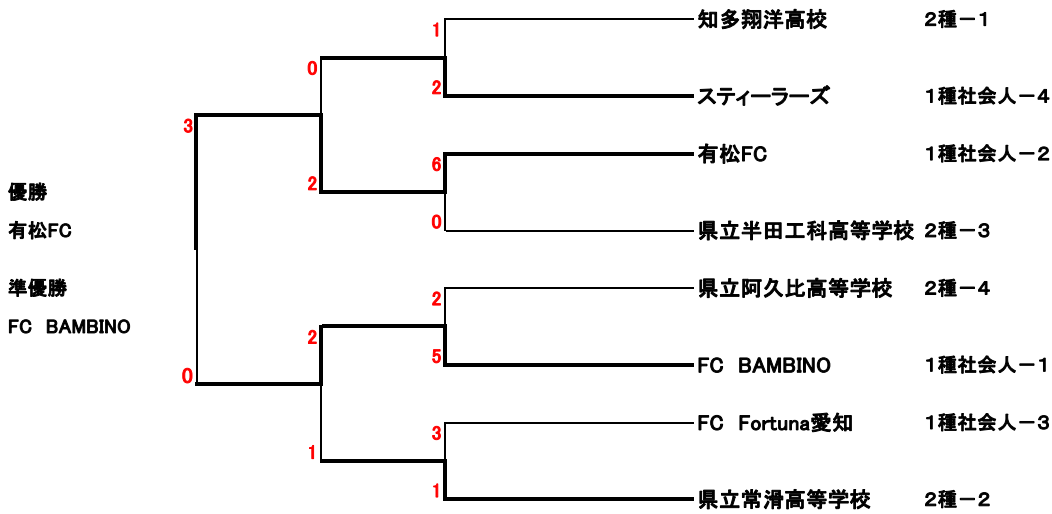 1 知多翔洋高校 2種－1
0
2 スティーラーズ 1種社会人－4
3
6 有松FC 1種社会人－2
2
優勝
0 県立半田工科高等学校 2種－3
有松FC
準優勝
2 県立阿久比高等学校 2種－4
FC BAMBINO
2
5 FC BAMBINO 1種社会人－1
0
3 FC Fortuna愛知 1種社会人－3
1
1 県立常滑高等学校 2種－2